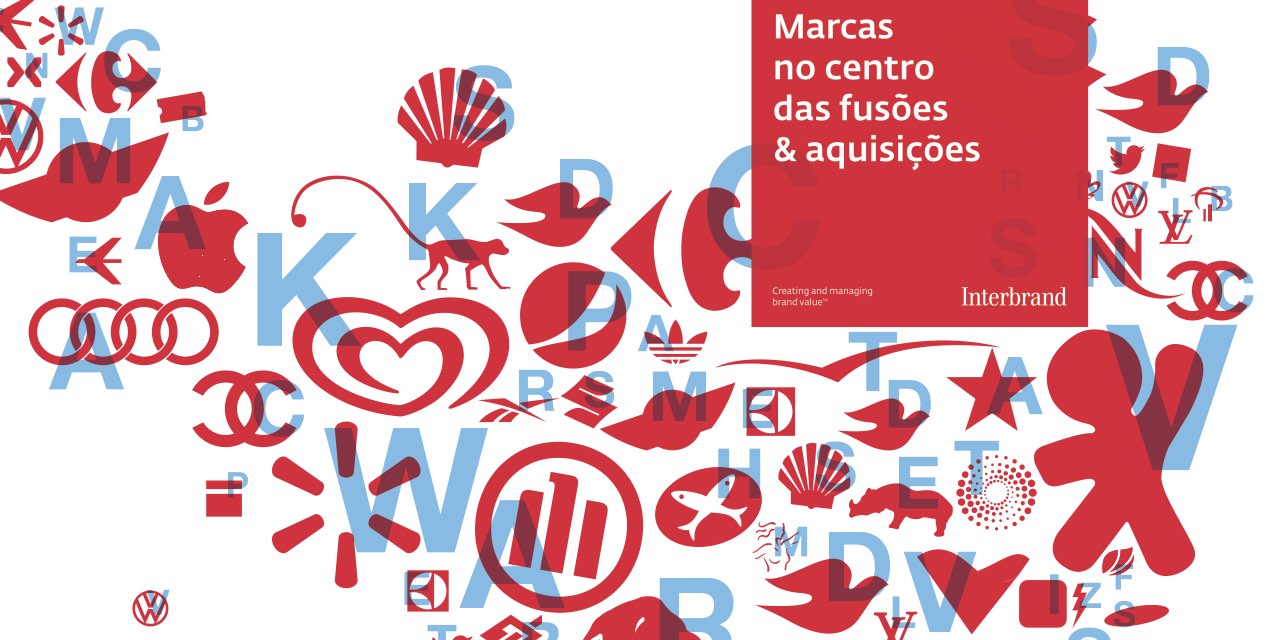 Marcas
no centro
das fusões
& aquisições
Creating and managing
brand value™
Interbrand
W
C
N
V
B
M
A
E
K
A
C
P
S
K
D
C
P
A
R
S
M
E
T
D
A
W
A
H
S
E
T
M
D
V
L
E
B
V
S
D
T
F
N
V
L
B
R
S
N
C
V
I
Z
F
S